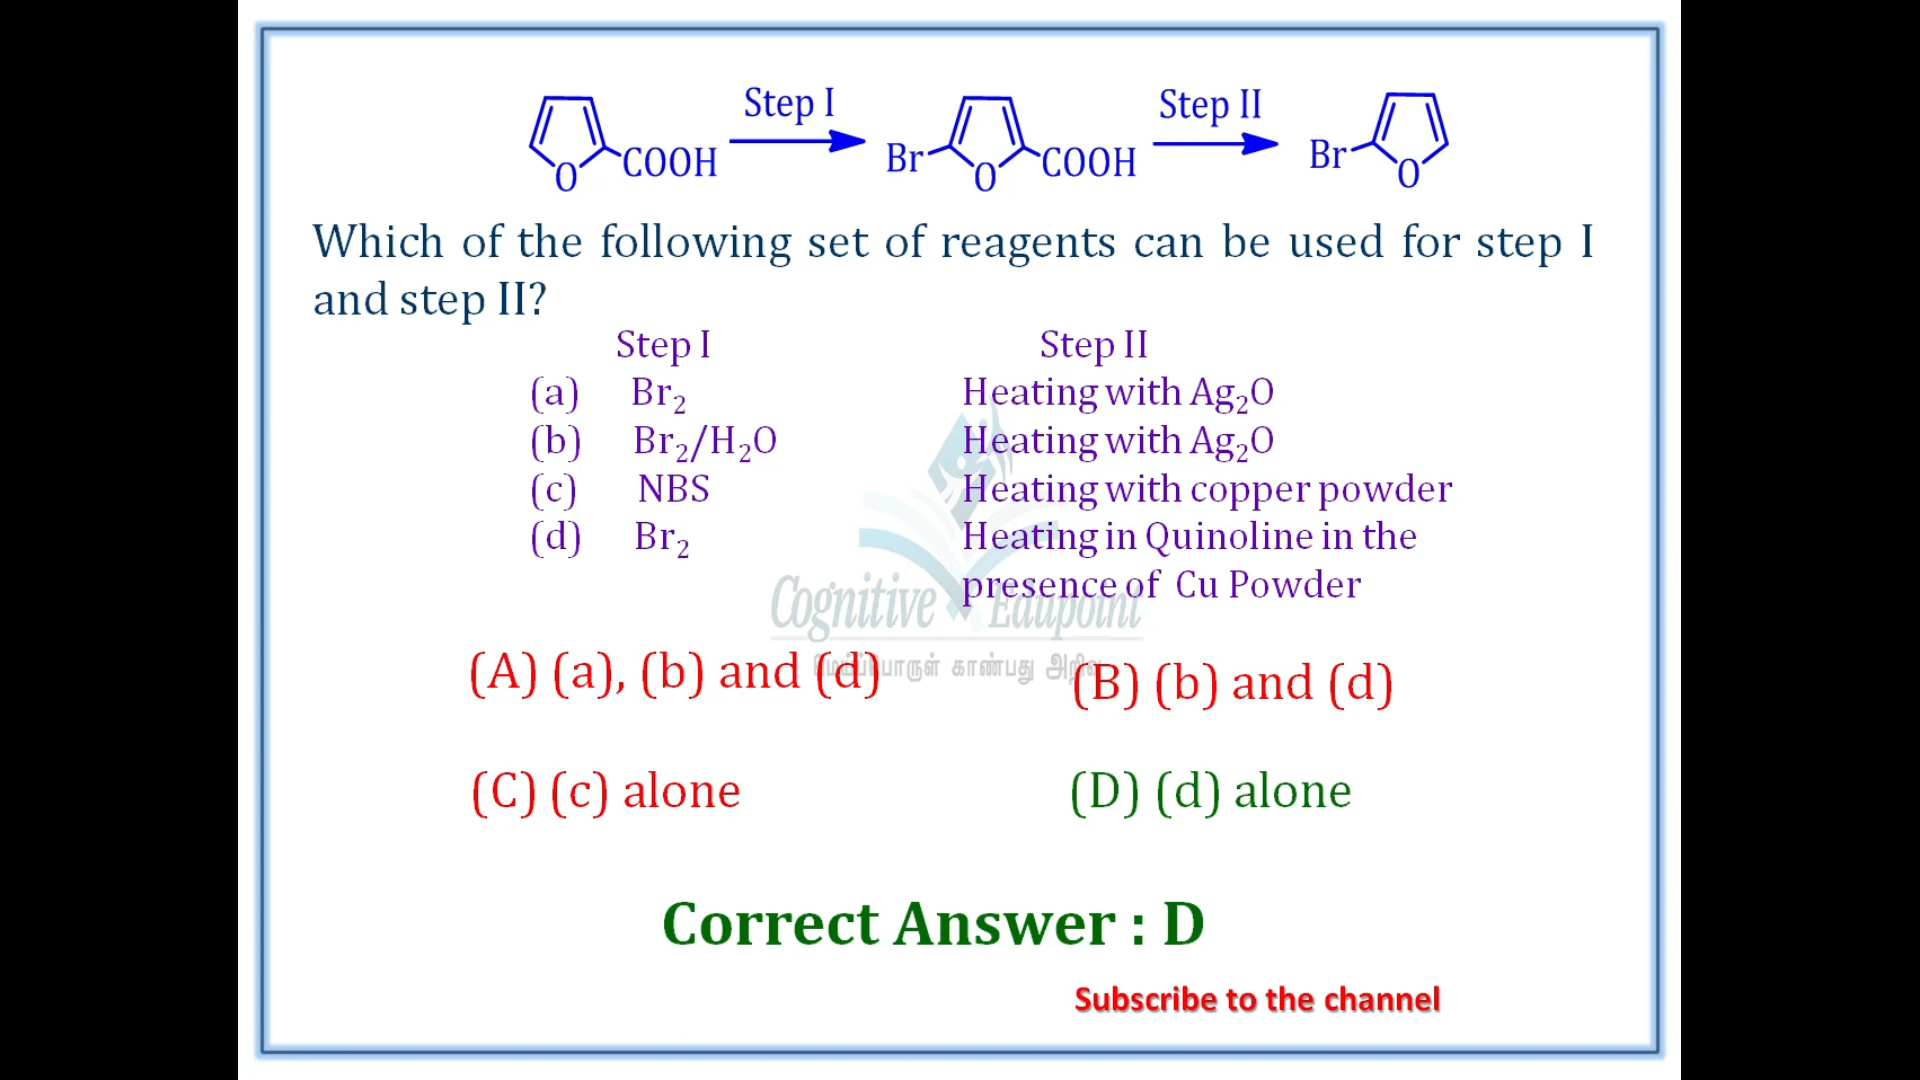 Step I
Step II
COOH
Br
COOH
Br
O
O
O
Which of the following set of reagents can be used for step I
and step II?
Step I Step II
(a) Br₂ Heating with Ag₂O
(b) Br₂/H₂O Heating with Ag₂O
(c) NBS Heating with copper powder
(d) Br₂ Heating in Quinoline in the
presence of Cu Powder
Cognitive Edupoint
மெய்ப்பொருள் காண்பது அறிவு
(A) (a), (b) and (d) (B) (b) and (d)
(C) (c) alone (D) (d) alone
Correct Answer : D
Subscribe to the channel